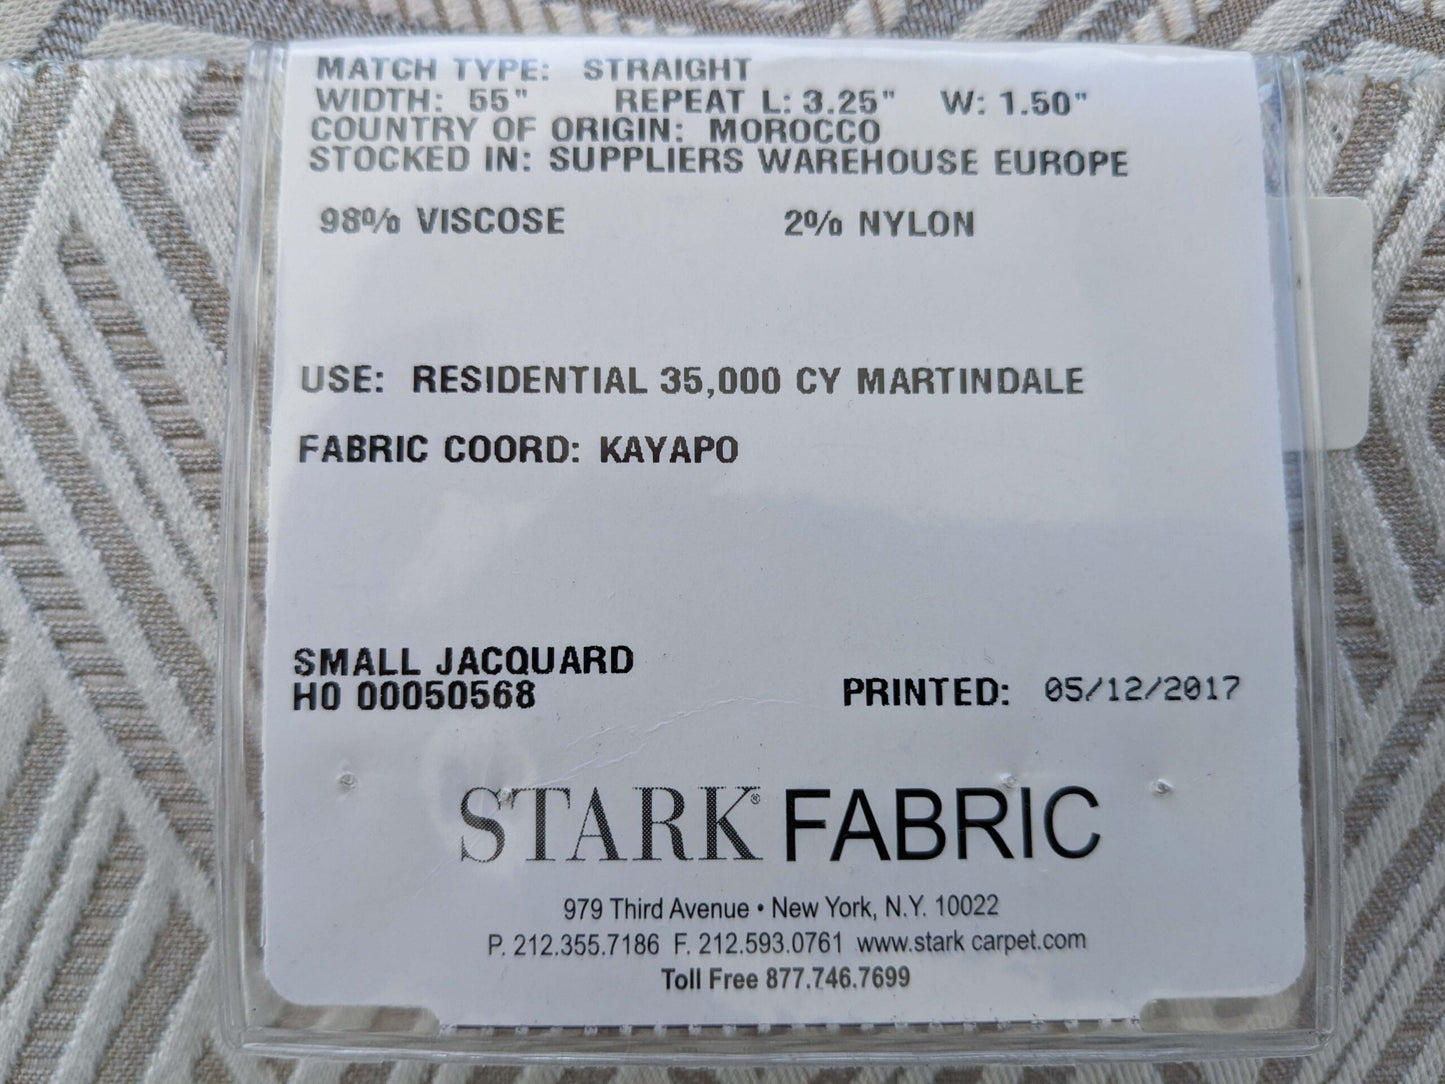 MATCH TYPE: STRAIGHT
WIDTH: 55" REPEAT L: 3.25" W: 1.50"
COUNTRY OF ORIGIN: MOROCCO
STOCKED IN: SUPPLIERS WAREHOUSE EUROPE
98% VISCOSE 2% NYLON
USE: RESIDENTIAL 35,000 CY MARTINDALE
FABRIC COORD: KAYAPO
SMALL JACQUARD
H0 00050568 PRINTED: 05/12/2017
STARK® FABRIC
979 Third Avenue • New York, N.Y. 10022
P. 212.355.7186 F. 212.593.0761 www.stark carpet.com
Toll Free 877.746.7699